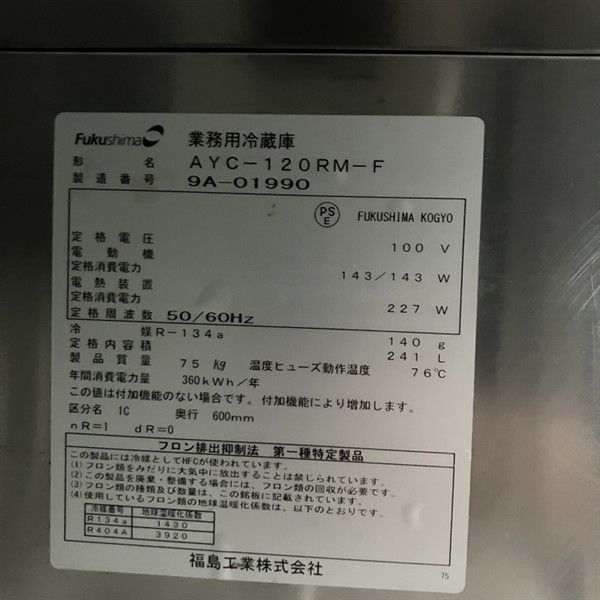 Fukushima 業務用冷蔵庫
形名 AYC-120RM-F
製造番号 9A-01990
PS E FUKUSHIMA KOGYO
定格電圧 100 V
電動機
定格消費電力 143/143 W
電熱装置
定格消費電力 227 W
定格周波数 50/60Hz
冷媒 R-134a 140 g
定格内容積 241 L
製品質量 75 Kg 温度ヒューズ動作温度 76℃
年間消費電力量 360kWh/年
この値は付加機能のない場合です。付加機能により増加します。
区分名 1C 奥行 600mm
nR=1 dR=0
フロン排出抑制法 第一種特定製品
この製品には冷媒としてHFCが使われています。
(1)フロン類をみだりに大気中に放出することは禁じられています。
(2)この製品を廃棄・整備する場合には、フロン類の回収が必要です。
(3)フロン類の種類及び数量は、この銘板に記載されています。
(4)使用しているフロン類の地球温暖化係数は、以下のとおりです。
冷媒番号 地球温暖化係数
R134a 1430
R404A 3920
福島工業株式会社
75